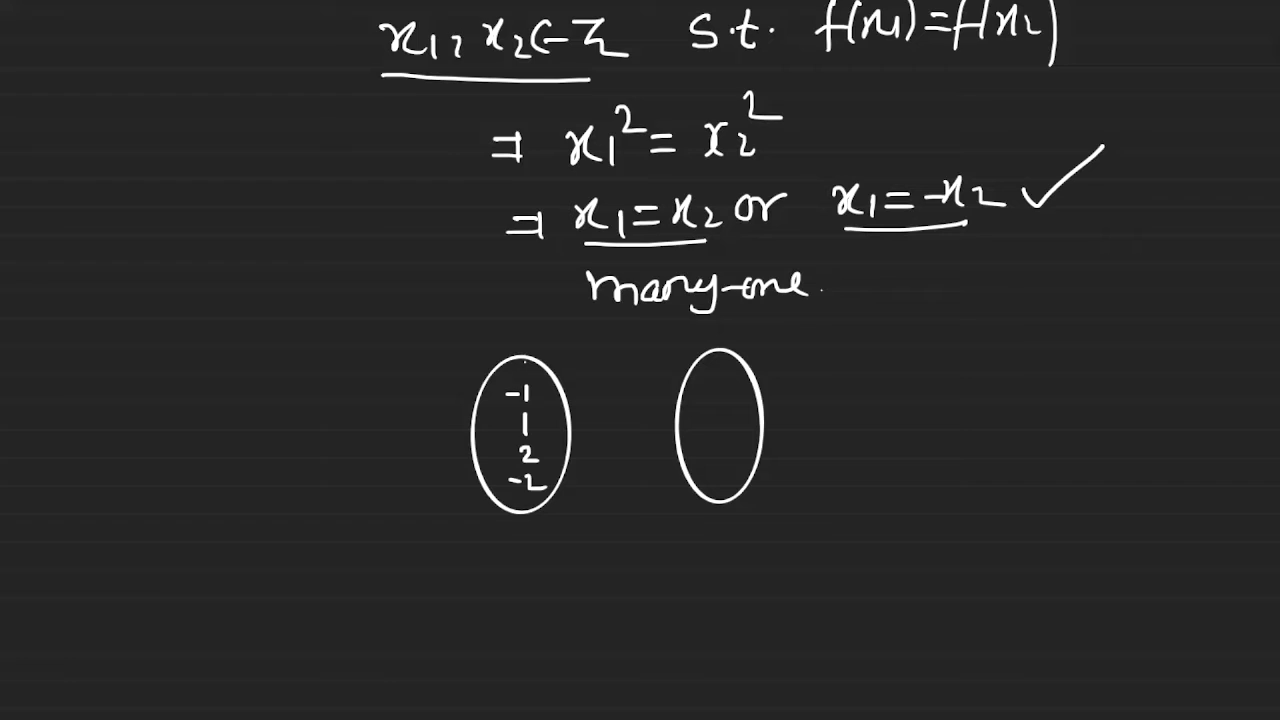 x₁, x₂ ∈ Z s.t. f(x₁)=f(x₂)
⇒ x₁² = x₂²
⇒ x₁ = x₂ or x₁ = -x₂ ✓
many-one.
-1
1
2
-2